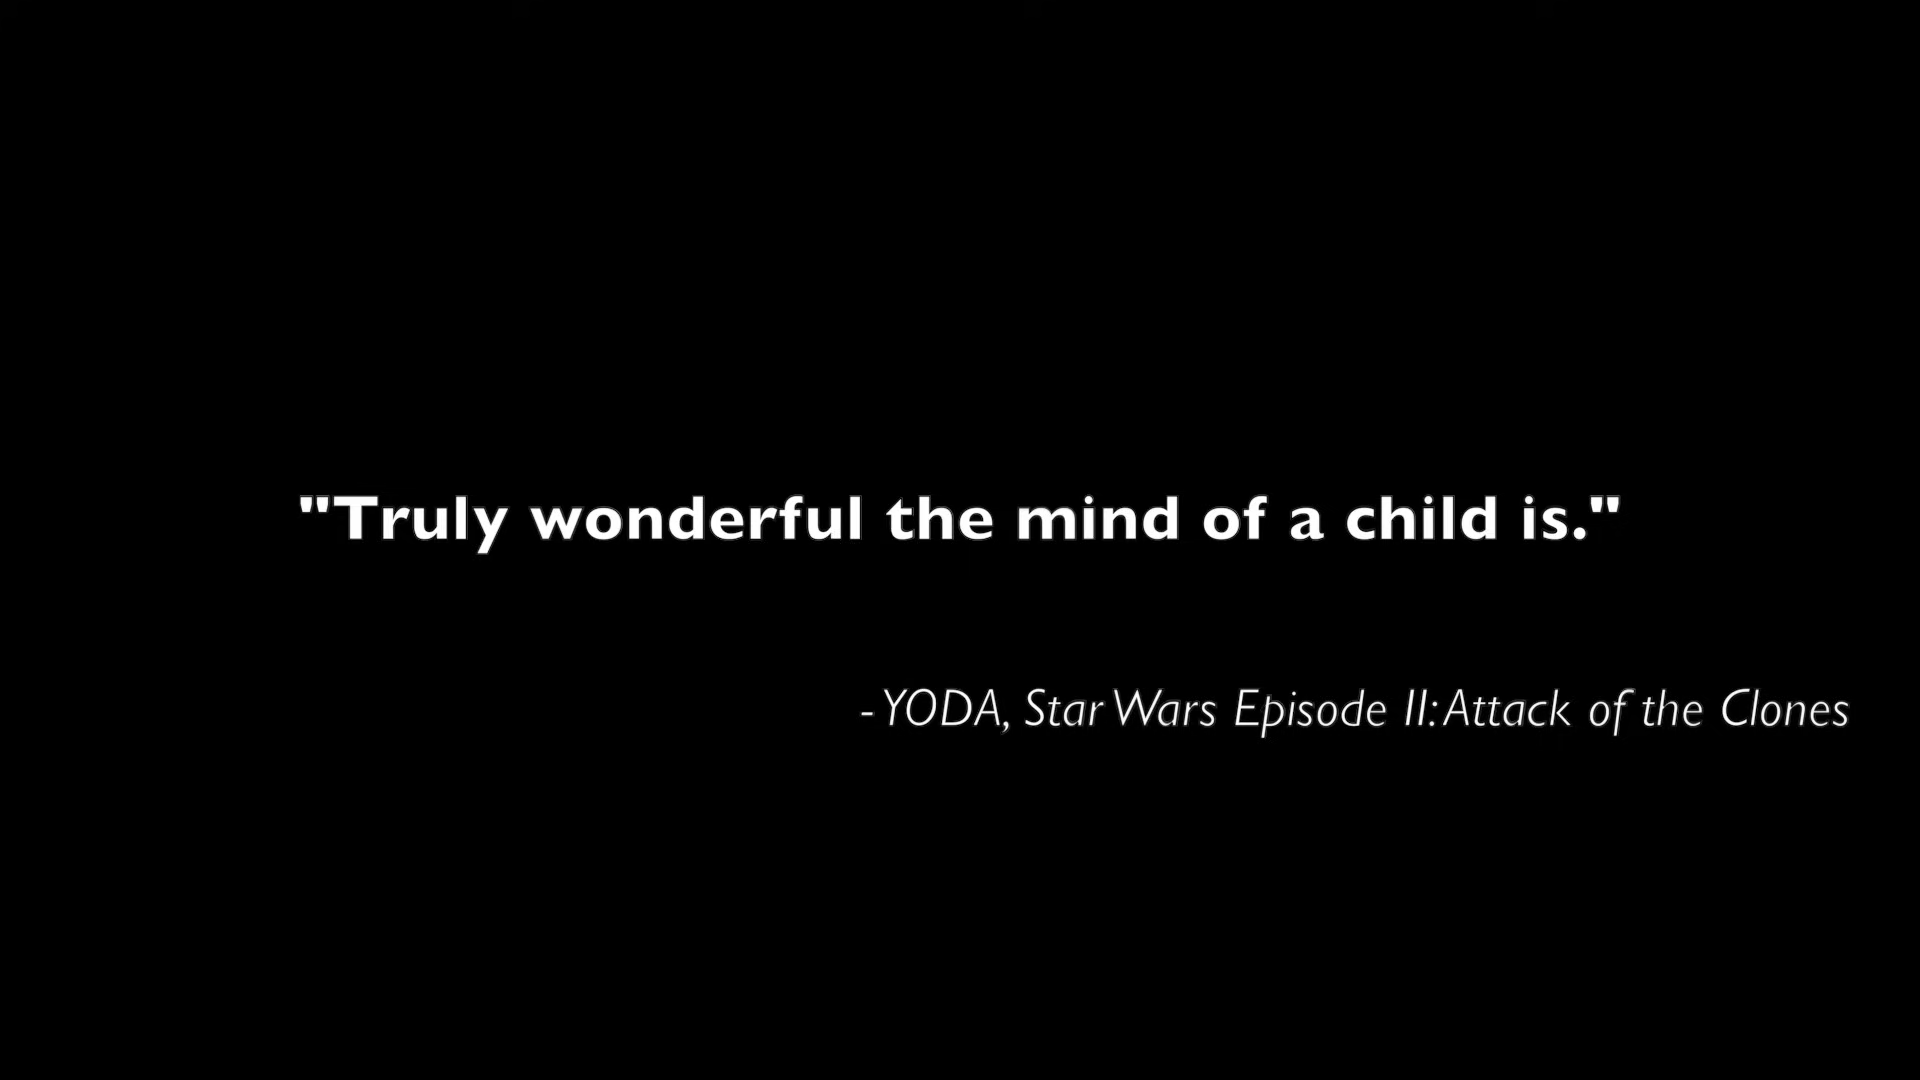 "Truly wonderful the mind of a child is."
-YODA, Star Wars Episode II: Attack of the Clones